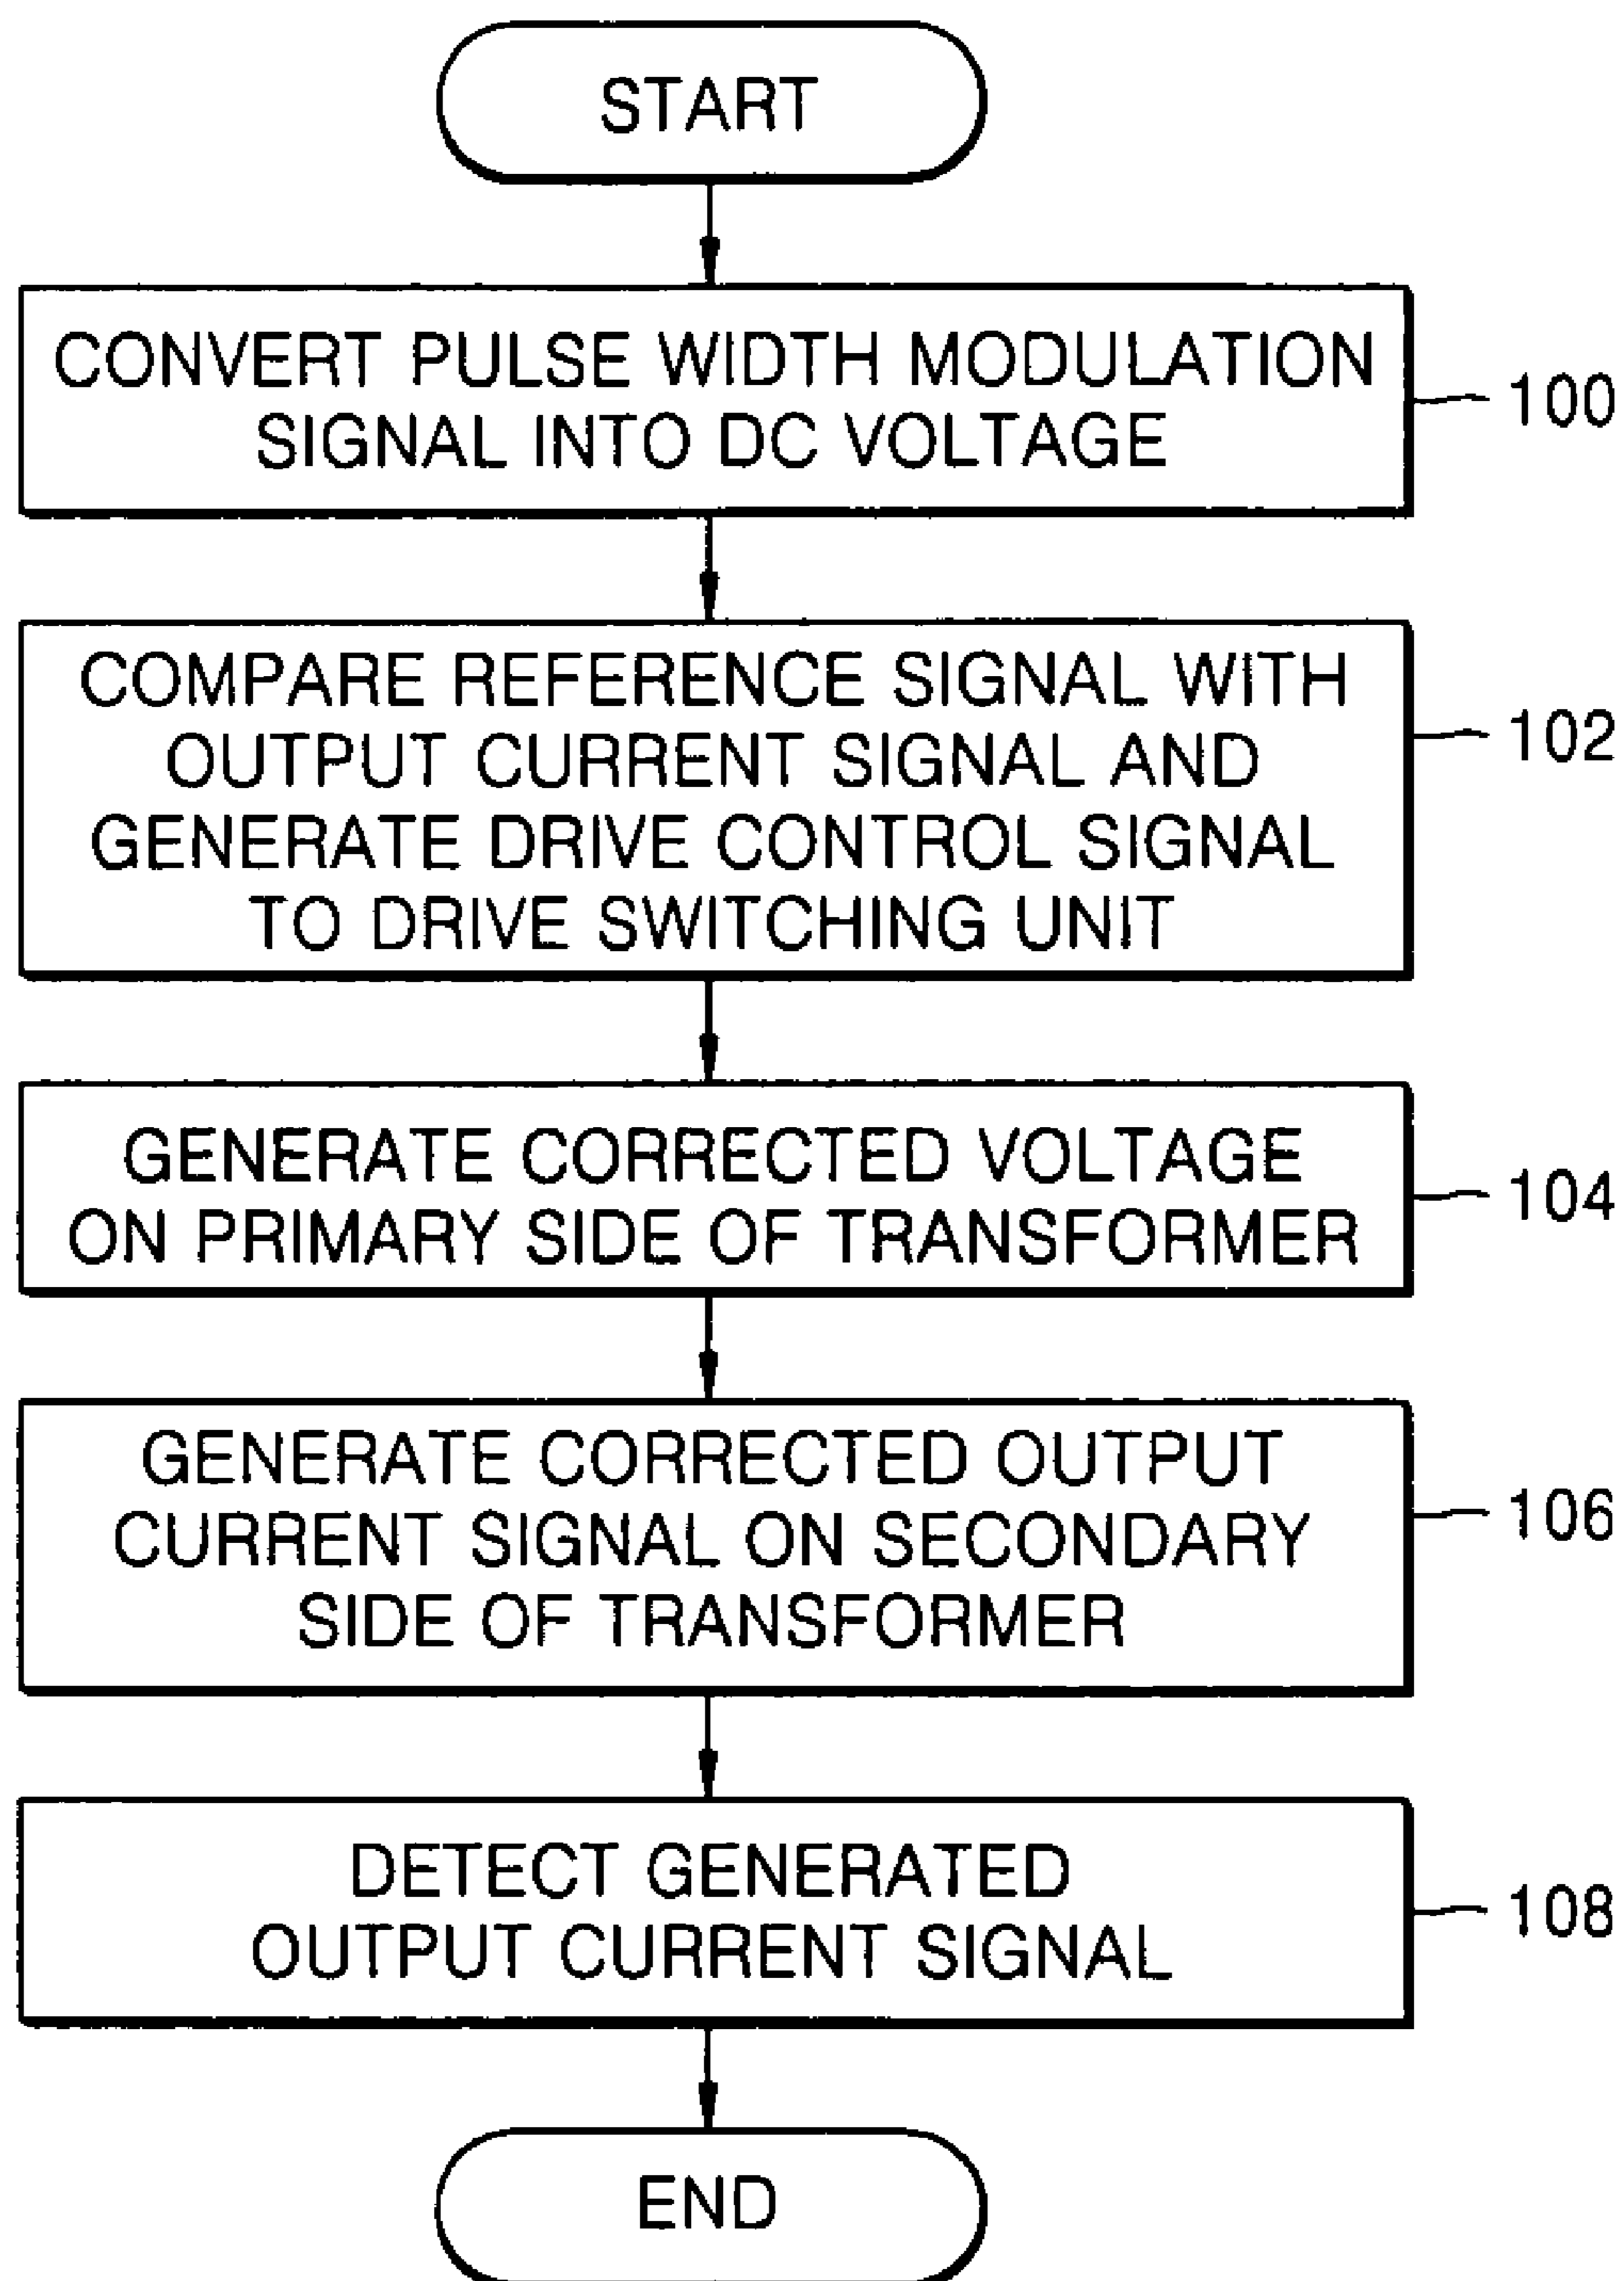 START
CONVERT PULSE WIDTH MODULATION
SIGNAL INTO DC VOLTAGE
100
COMPARE REFERENCE SIGNAL WITH
OUTPUT CURRENT SIGNAL AND
GENERATE DRIVE CONTROL SIGNAL
TO DRIVE SWITCHING UNIT
102
GENERATE CORRECTED VOLTAGE
ON PRIMARY SIDE OF TRANSFORMER
104
GENERATE CORRECTED OUTPUT
CURRENT SIGNAL ON SECONDARY
SIDE OF TRANSFORMER
106
DETECT GENERATED
OUTPUT CURRENT SIGNAL
108
END